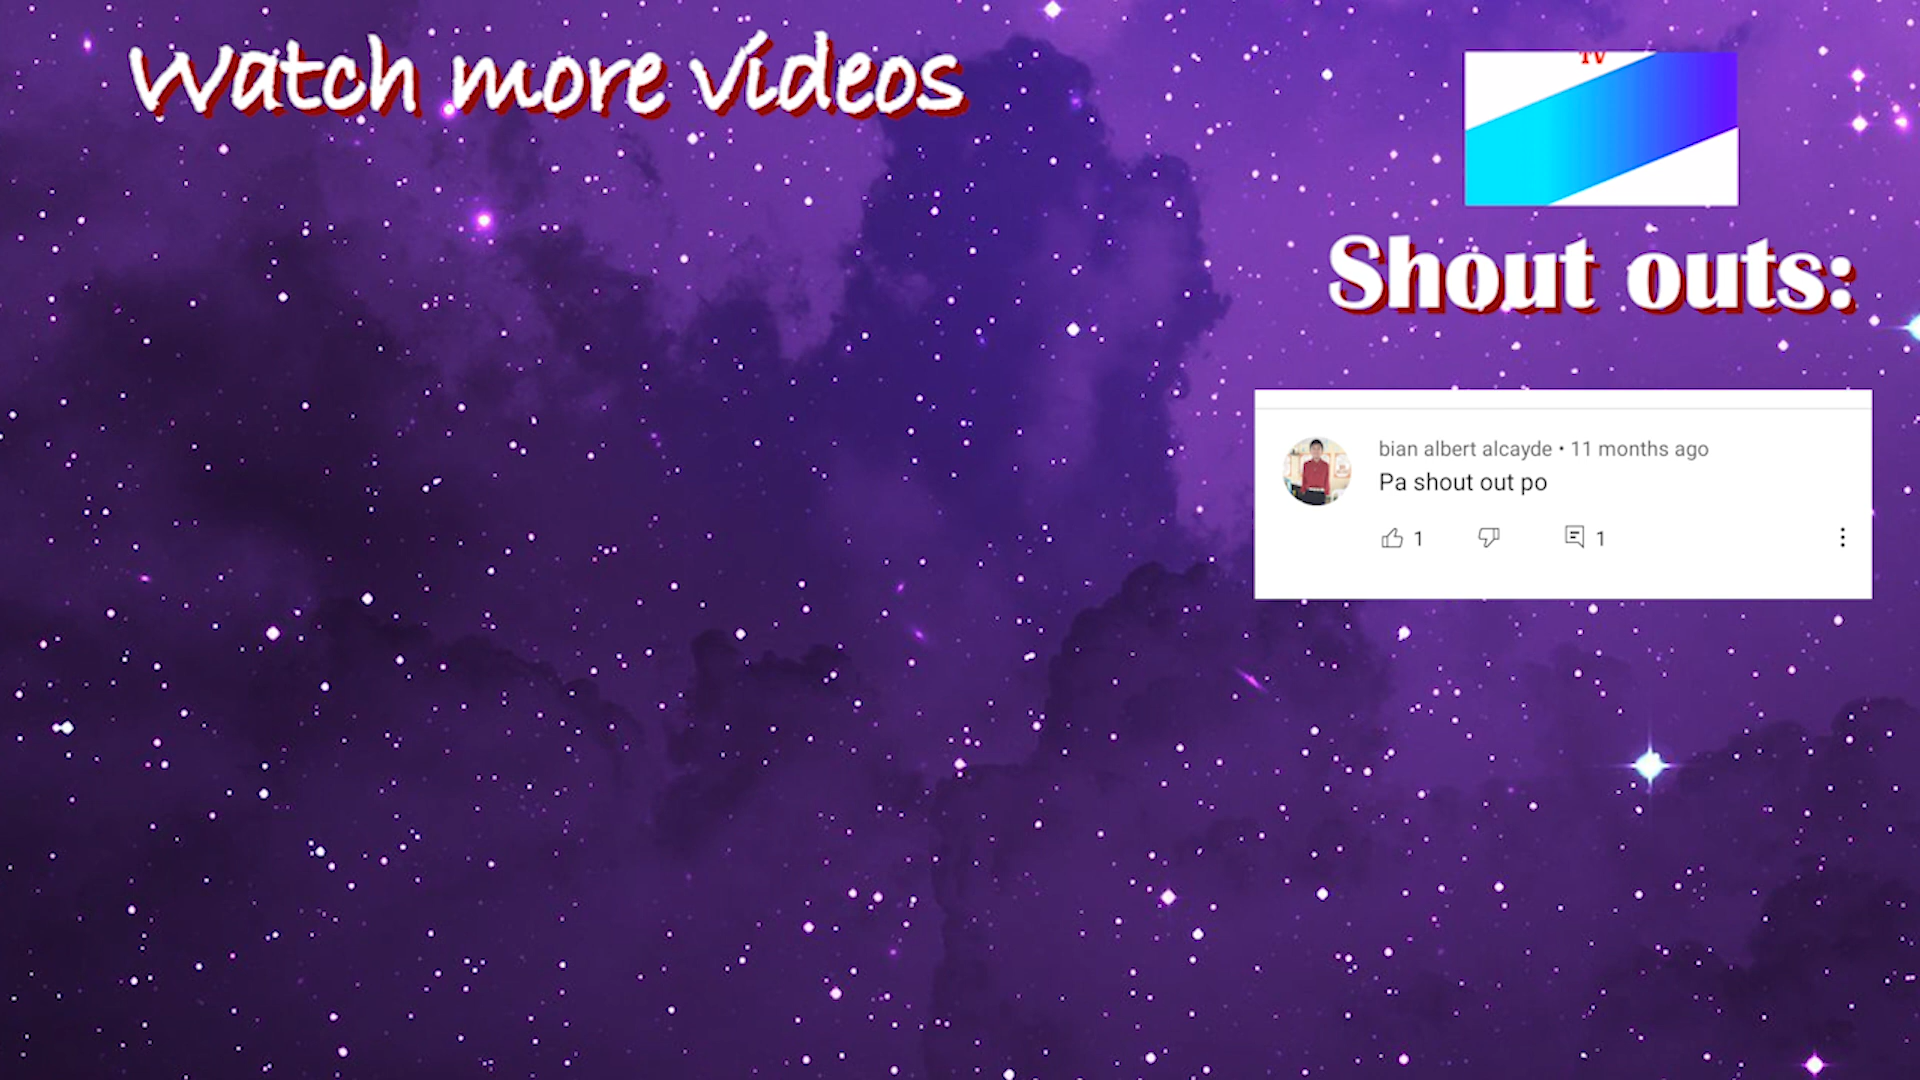 Watch more videos
TV
Shout outs:
bian albert alcayde • 11 months ago
Pa shout out po
1 1